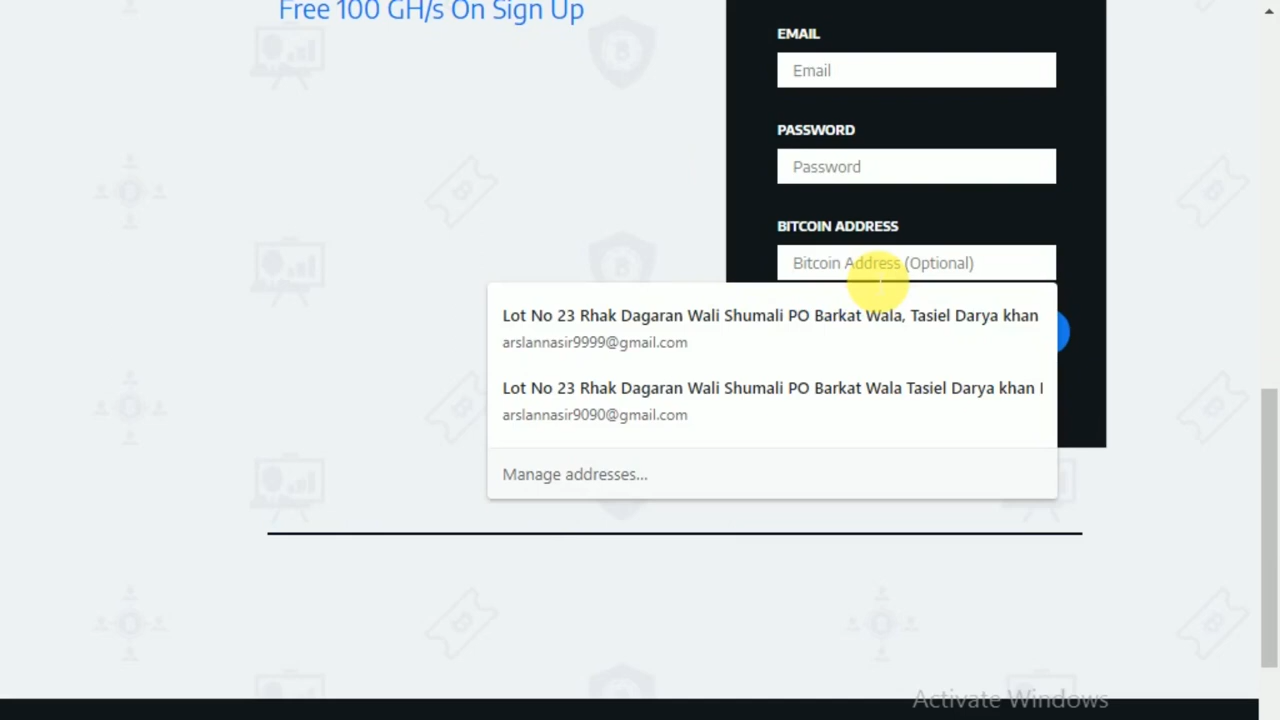 Free 100 GH/s On Sign Up
EMAIL
Email
PASSWORD
Password
BITCOIN ADDRESS
Bitcoin Address (Optional)
Lot No 23 Rhak Dagaran Wali Shumali PO Barkat Wala, Tasiel Darya khan
arslannasir9999@gmail.com
Lot No 23 Rhak Dagaran Wali Shumali PO Barkat Wala Tasiel Darya khan
arslannasir9090@gmail.com
Manage addresses...
Activate Windows